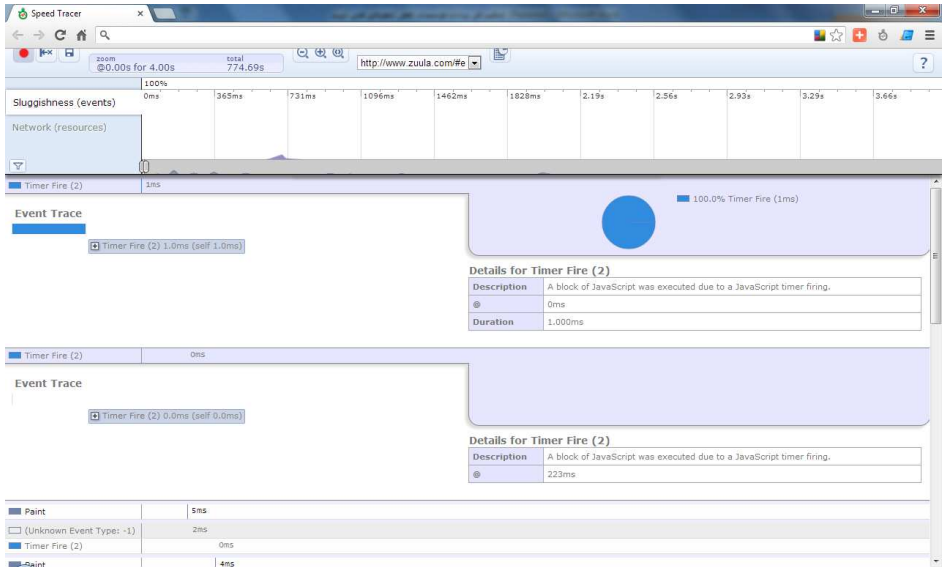 Speed Tracer
zoom
@0.00s for 4.00s
total
774.69s
http://www.zuula.com/#e
?
100%
Sluggishness (events)
0ms 365ms 731ms 1096ms 1462ms 1828ms 2.19s 2.56s 2.93s 3.29s 3.66s
Network (resources)
Timer Fire (2) 1ms
100.0% Timer Fire (1ms)
Event Trace
Timer Fire (2) 1.0ms (self 1.0ms)
Details for Timer Fire (2)
Description A block of JavaScript was executed due to a JavaScript timer firing.
@ 0ms
Duration 1.000ms
Timer Fire (2) 0ms
Event Trace
Timer Fire (2) 0.0ms (self 0.0ms)
Details for Timer Fire (2)
Description A block of JavaScript was executed due to a JavaScript timer firing.
@ 223ms
Paint 5ms
(Unknown Event Type: -1) 2ms
Timer Fire (2) 0ms
Paint 4ms